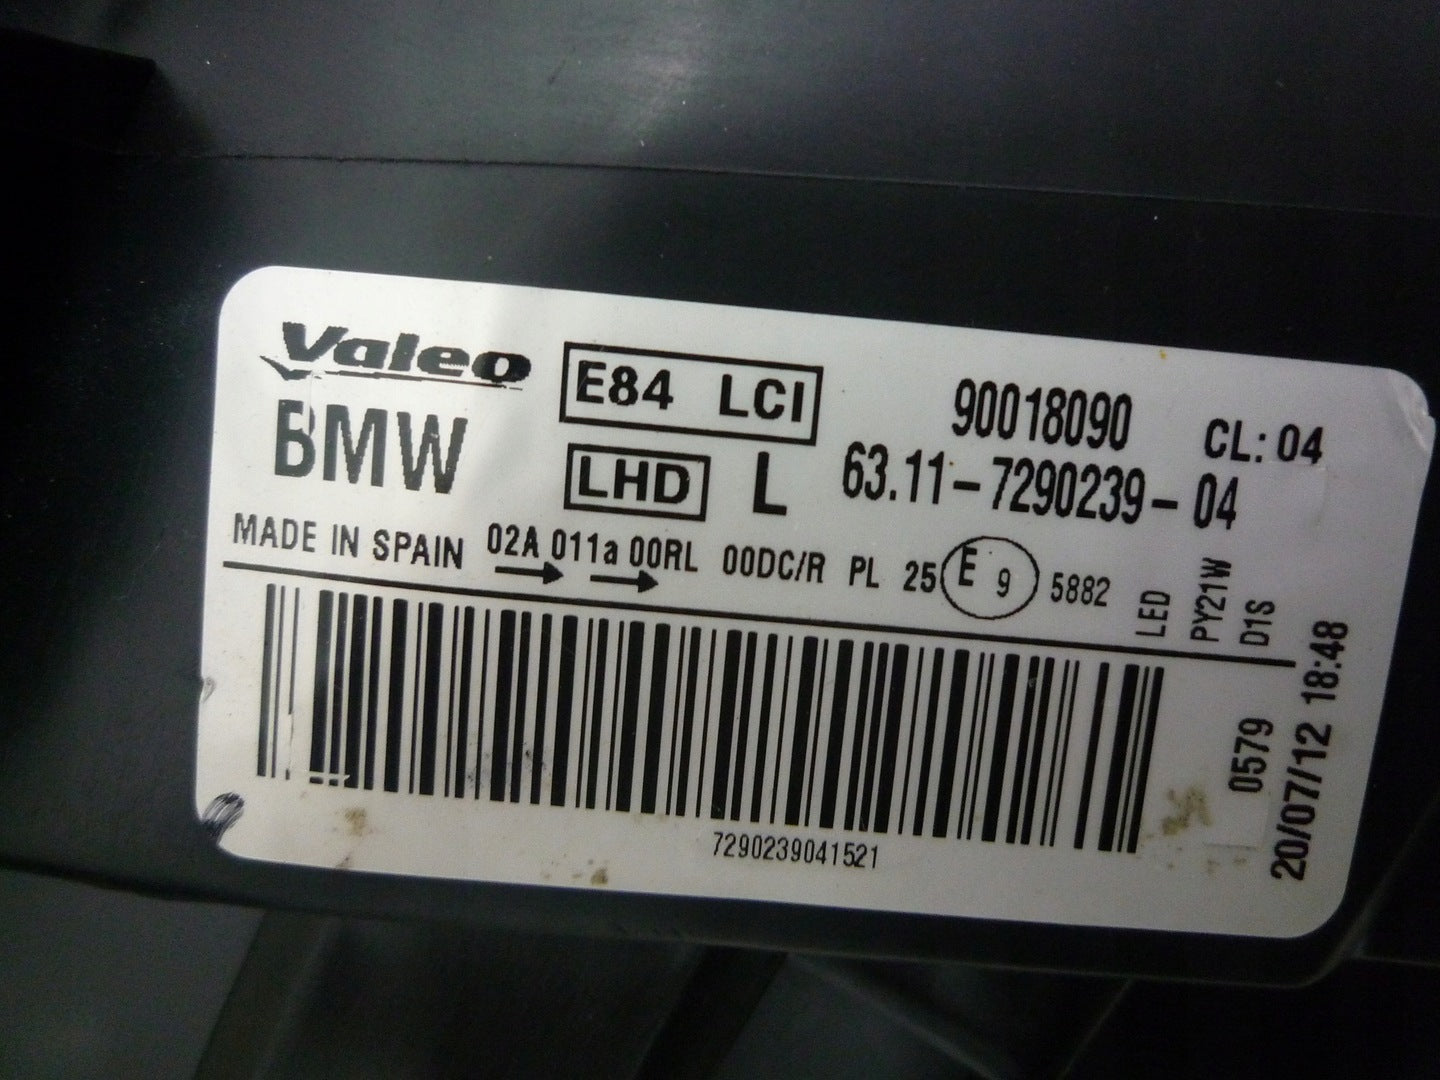 Valeo
BMW
E84 LCI
LHD L
90018090 CL: 04
63.11-7290239-04
MADE IN SPAIN 02A 011a 00RL 00DC/R PL 25 E 9 5882
LED
PY21W
D1S
7290239041521
0579
20/07/12 18:48